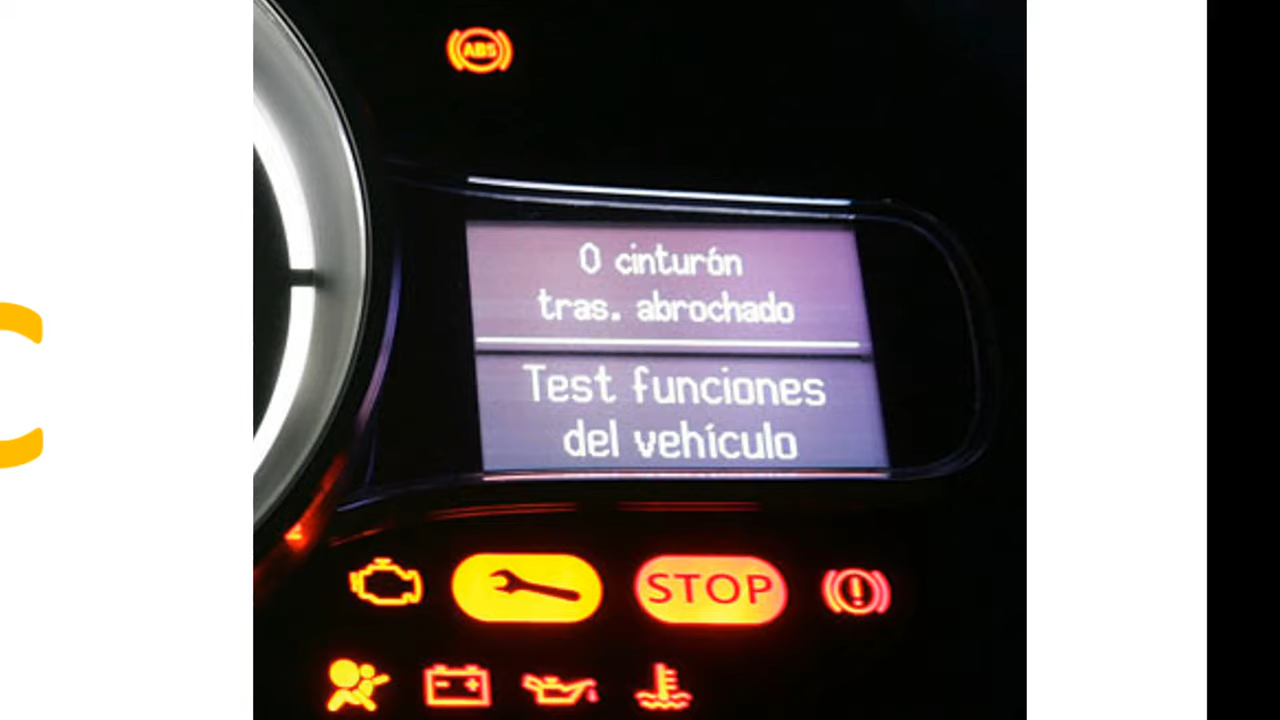 ABS
0 cinturón
tras. abrochado
Test funciones
del vehículo
STOP